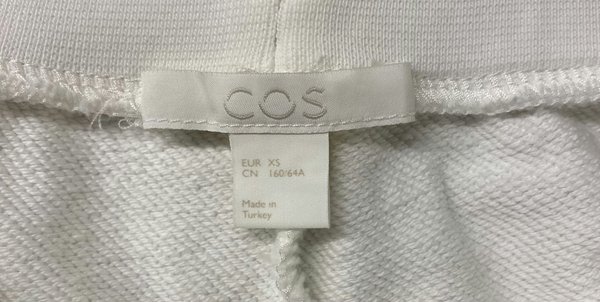 COS
EUR XS
CN 160/64A
Made in
Turkey